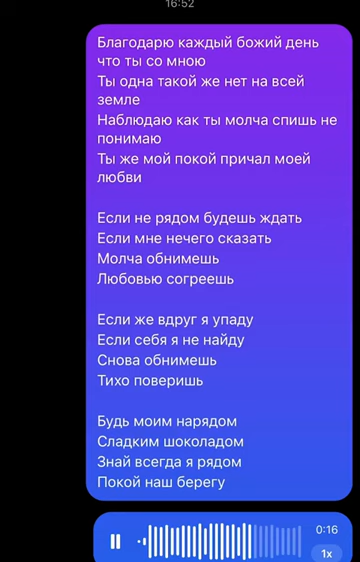 16:52
Благодарю каждый божий день
что ты со мною
Ты одна такой же нет на всей
земле
Наблюдаю как ты молча спишь не
понимаю
Ты же мой покой причал моей
любви
Если не рядом будешь ждать
Если мне нечего сказать
Молча обнимешь
Любовью согреешь
Если же вдруг я упаду
Если себя я не найду
Снова обнимешь
Тихо поверишь
Будь моим нарядом
Сладким шоколадом
Знай всегда я рядом
Покой наш берегу
0:16
1x